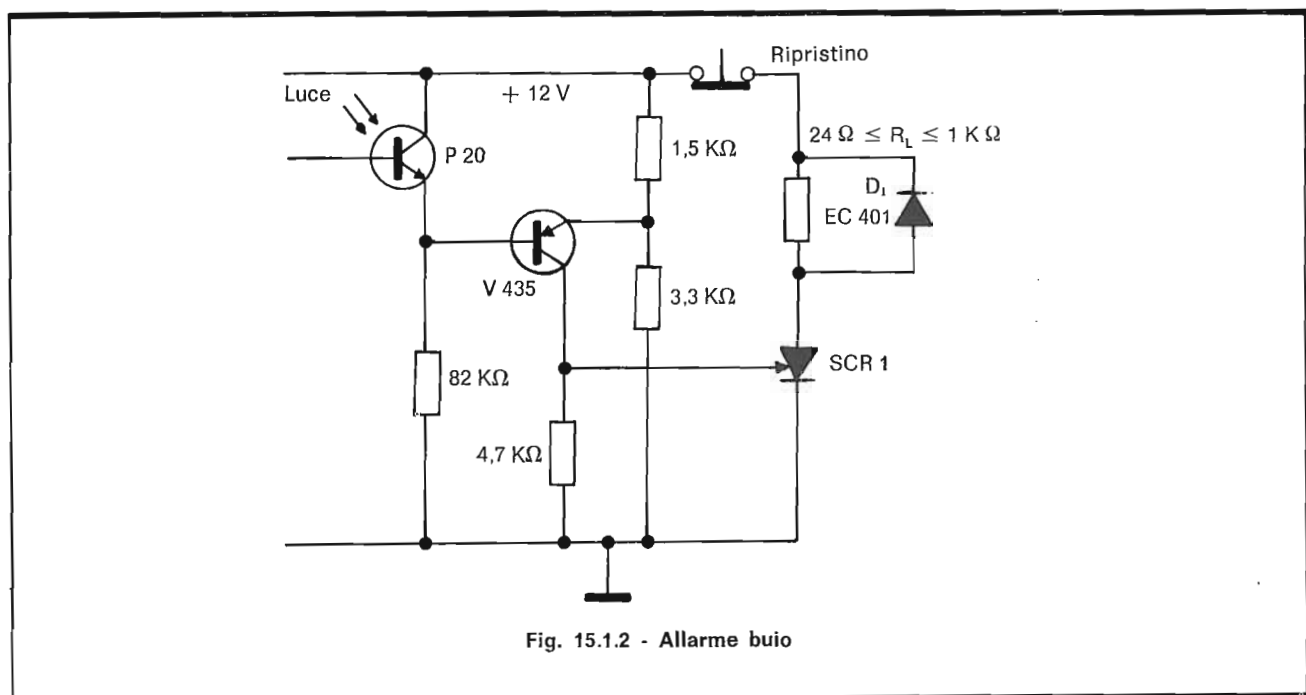 Ripristino
Luce
+ 12 V
24 Ω ≤ R_L ≤ 1 K Ω
1,5 KΩ
P 20
D₁
EC 401
V 435
3,3 KΩ
SCR 1
82 KΩ
4,7 KΩ
Fig. 15.1.2 - Allarme buio